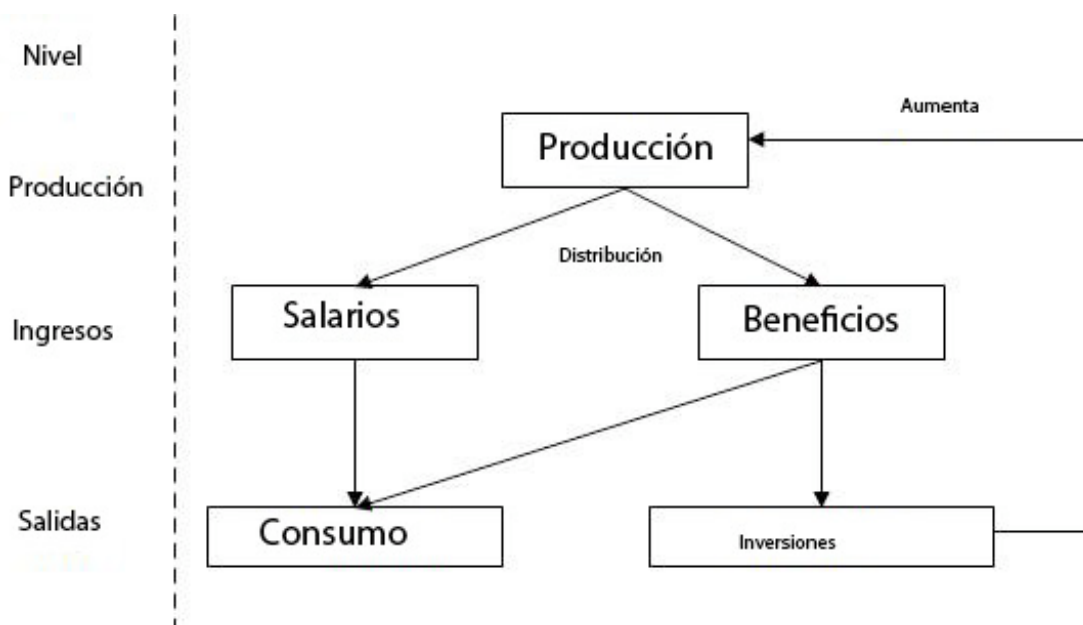 Nivel
Aumenta
Producción
Producción
Distribución
Ingresos
Salarios
Beneficios
Salidas
Consumo
Inversiones